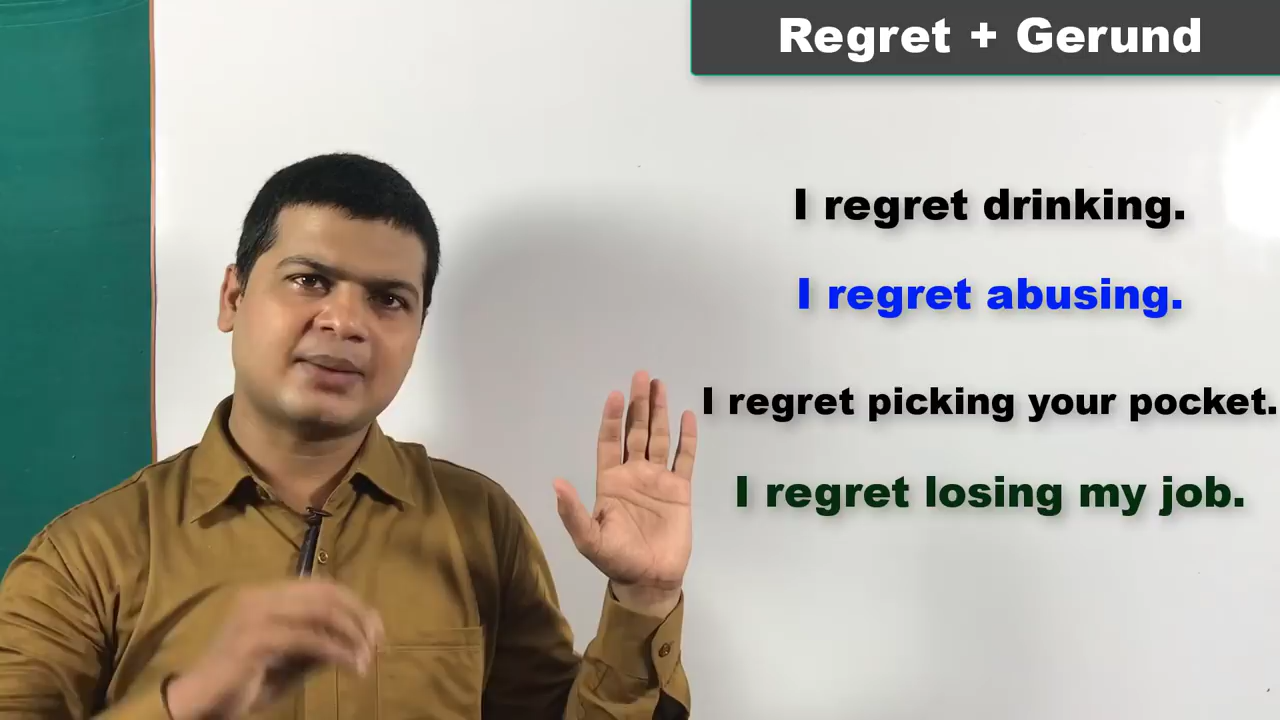 Regret + Gerund
I regret drinking.
I regret abusing.
I regret picking your pocket.
I regret losing my job.